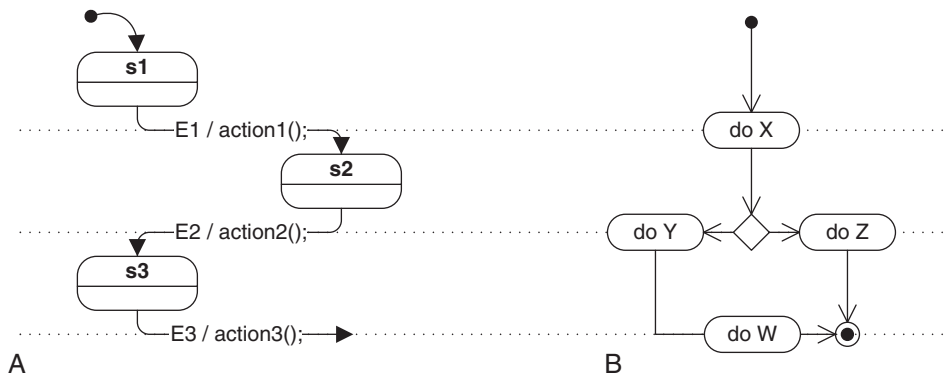 s1
E1 / action1();
s2
E2 / action2();
s3
E3 / action3();
A
do X
do Y
do Z
do W
B